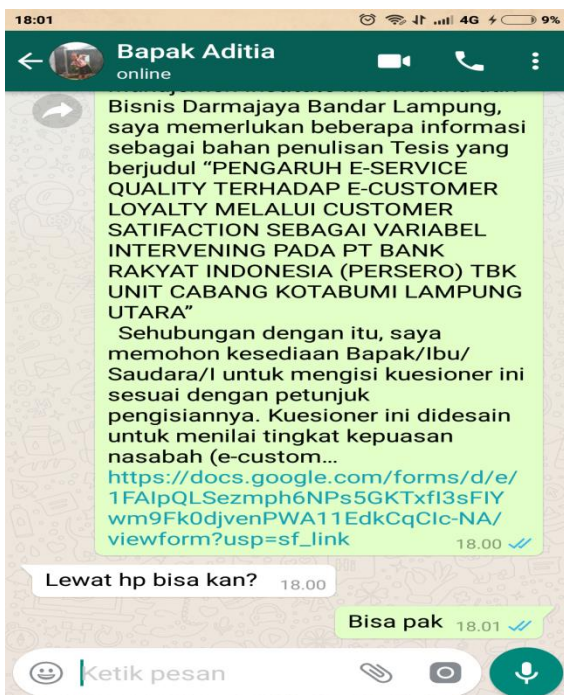 18:01
4G 9%
Bapak Aditia
online
Bisnis Darmajaya Bandar Lampung,
saya memerlukan beberapa informasi
sebagai bahan penulisan Tesis yang
berjudul “PENGARUH E-SERVICE
QUALITY TERHADAP E-CUSTOMER
LOYALTY MELALUI CUSTOMER
SATIFACTION SEBAGAI VARIABEL
INTERVENING PADA PT BANK
RAKYAT INDONESIA (PERSERO) TBK
UNIT CABANG KOTABUMI LAMPUNG
UTARA”
Sehubungan dengan itu, saya
memohon kesediaan Bapak/Ibu/
Saudara/I untuk mengisi kuesioner ini
sesuai dengan petunjuk
pengisiannya. Kuesioner ini didesain
untuk menilai tingkat kepuasan
nasabah (e-custom...
https://docs.google.com/forms/d/e/
1FAIpQLSezmph6NPs5GKTxfI3sFIY
wm9Fk0djvenPWA11EdkCqCIc-NA/
viewform?usp=sf_link
18.00
Lewat hp bisa kan? 18.00
Bisa pak 18.01
Ketik pesan